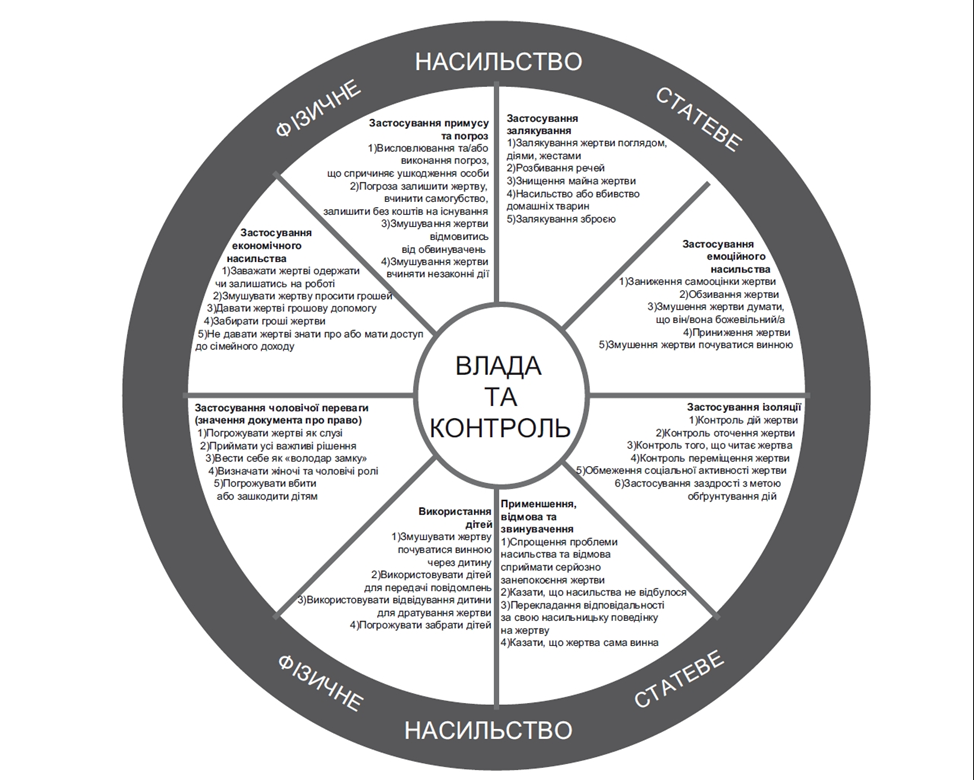 НАСИЛЬСТВО
ФІЗИЧНЕ
СТАТЕВЕ
Застосування примусу
та погроз
1)Висловлювання та/або
виконання погроз,
що спричиняє ушкодження особи
2)Погроза залишити жертву,
вчинити самогубство,
залишити без коштів на існування
3)Змушування жертви
відмовитись
від обвинувачень
4)Змушування жертви
вчиняти незаконні дії
Застосування
залякування
1)Залякування жертви поглядом,
діями, жестами
2)Розбивання речей
3)Знищення майна жертви
4)Насильство або вбивство
домашніх тварин
5)Залякування зброєю
Застосування
економічного
насильства
1)Заважати жертві одержати
чи залишатись на роботі
2)Змушувати жертву просити грошей
3)Давати жертві грошову допомогу
4)Забирати гроші жертви
5)Не давати жертві знати про або мати доступ
до сімейного доходу
Застосування
емоційного
насильства
1)Заниження самооцінки жертви
2)Обзивання жертви
3)Змушення жертви думати,
що він/вона божевільний/а
4)Приниження жертви
5)Змушення жертви почуватися винною
ВЛАДА
ТА
КОНТРОЛЬ
Застосування чоловічої переваги
(значення документа про право)
1)Погрожувати жертві як слузі
2)Приймати усі важливі рішення
3)Вести себе як «володар замку»
4)Визначати жіночі та чоловічі ролі
5)Погрожувати вбити
або зашкодити дітям
Застосування ізоляції
1)Контроль дій жертви
2)Контроль оточення жертви
3)Контроль того, що читає жертва
4)Контроль переміщення жертви
5)Обмеження соціальної активності жертви
6)Застосування заздрості з метою
обґрунтування дій
Використання
дітей
1)Змушувати жертву
почуватися винною
через дитину
2)Використовувати дітей
для передачі повідомлень
3)Використовувати відвідування дитини
для дратування жертви
4)Погрожувати забрати дітей
Применшення,
відмова та
звинувачення
1)Спрощення проблеми
насильства та відмова
сприймати серйозно
занепокоєння жертви
2)Казати, що насильства не відбулося
3)Перекладання відповідальності
за свою насильницьку поведінку
на жертву
4)Казати, що жертва сама винна
ФІЗИЧНЕ
СТАТЕВЕ
НАСИЛЬСТВО